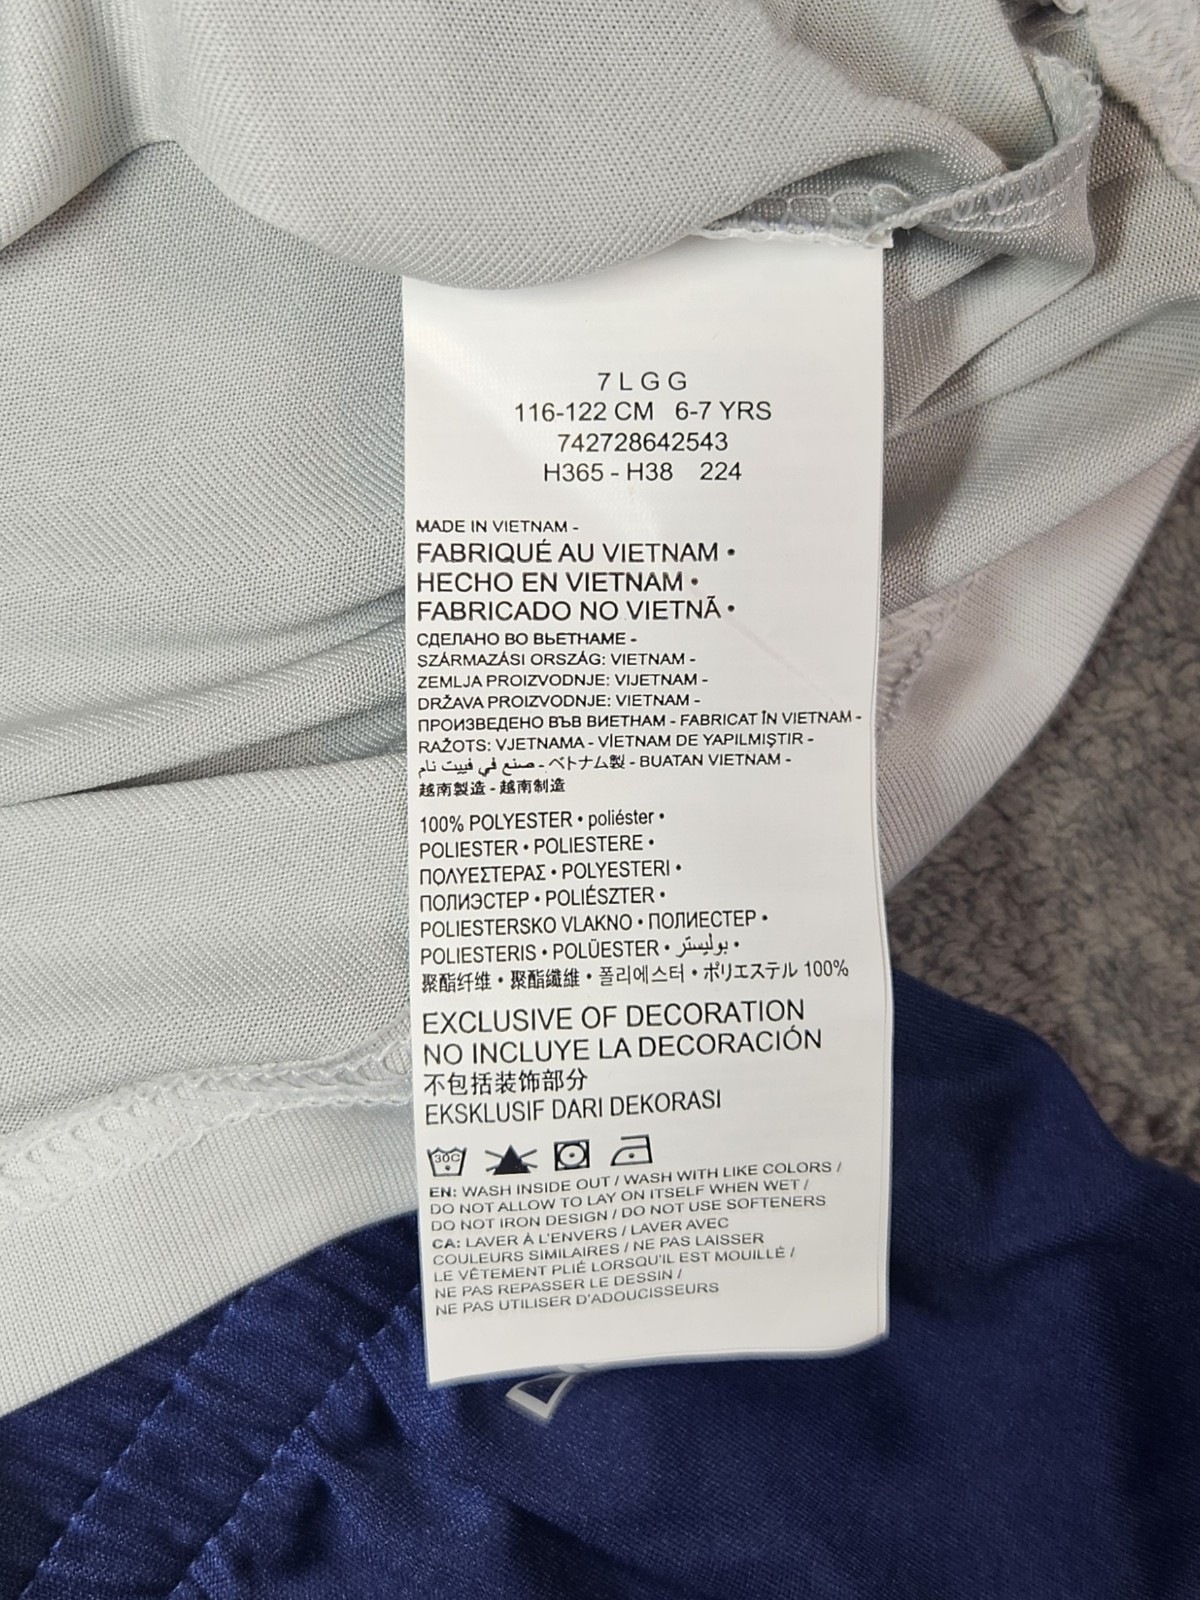 7 L G G
116-122 CM 6-7 YRS
742728642543
H365 - H38 224
MADE IN VIETNAM -
FABRIQUÉ AU VIETNAM •
HECHO EN VIETNAM •
FABRICADO NO VIETNÃ •
СДЕЛАНО ВО ВЬЕТНАМЕ -
SZÁRMAZÁSI ORSZÁG: VIETNAM -
ZEMLJA PROIZVODNJE: VIJETNAM -
DRŽAVA PROIZVODNJE: VIETNAM -
ПРОИЗВЕДЕНО ВЪВ ВИЕТНАМ - FABRICAT ÎN VIETNAM -
RAŽOTS: VJETNAMA - VİETNAM DE YAPILMIŞTIR -
صنع في فييت نام - ベトナム製 - BUATAN VIETNAM -
越南製造 - 越南制造
100% POLYESTER • poliéster •
POLIESTER • POLIESTERE •
ΠΟΛΥΕΣΤΕΡΑΣ • POLYESTERI •
ПОЛИЭСТЕР • POLIÉSZTER •
POLIESTERSKO VLAKNO • ПОЛИЕСТЕР •
POLIESTERIS • POLÜESTER • بوليستر •
聚酯纤维 • 聚酯纖維 • 폴리에스터 • ポリエステル 100%
EXCLUSIVE OF DECORATION
NO INCLUYE LA DECORACIÓN
不包括装饰部分
EKSKLUSIF DARI DEKORASI
30C
EN: WASH INSIDE OUT / WASH WITH LIKE COLORS /
DO NOT ALLOW TO LAY ON ITSELF WHEN WET /
DO NOT IRON DESIGN / DO NOT USE SOFTENERS
CA: LAVER À L'ENVERS / LAVER AVEC
COULEURS SIMILAIRES / NE PAS LAISSER
LE VÊTEMENT PLIÉ LORSQU'IL EST MOUILLÉ /
NE PAS REPASSER LE DESSIN /
NE PAS UTILISER D'ADOUCISSEURS